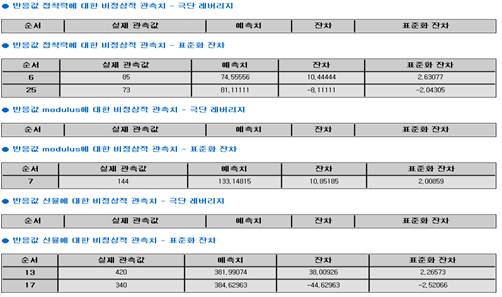 ● 반응값 점착력에 대한 비정상적 관측치 - 극단 레버리지
순서 실제 관측값 예측치 잔차 표준화 잔차
● 반응값 점착력에 대한 비정상적 관측치 - 표준화 잔차
순서 실제 관측값 예측치 잔차 표준화 잔차
6 85 74,55556 10,44444 2,63077
25 73 81,11111 -8,11111 -2,04305
● 반응값 modulus에 대한 비정상적 관측치 - 극단 레버리지
순서 실제 관측값 예측치 잔차 표준화 잔차
● 반응값 modulus에 대한 비정상적 관측치 - 표준화 잔차
순서 실제 관측값 예측치 잔차 표준화 잔차
7 144 133,14815 10,85185 2,00859
● 반응값 신율에 대한 비정상적 관측치 - 극단 레버리지
순서 실제 관측값 예측치 잔차 표준화 잔차
● 반응값 신율에 대한 비정상적 관측치 - 표준화 잔차
순서 실제 관측값 예측치 잔차 표준화 잔차
13 420 381,99074 38,00926 2,26573
17 340 384,62963 -44,62963 -2,52066